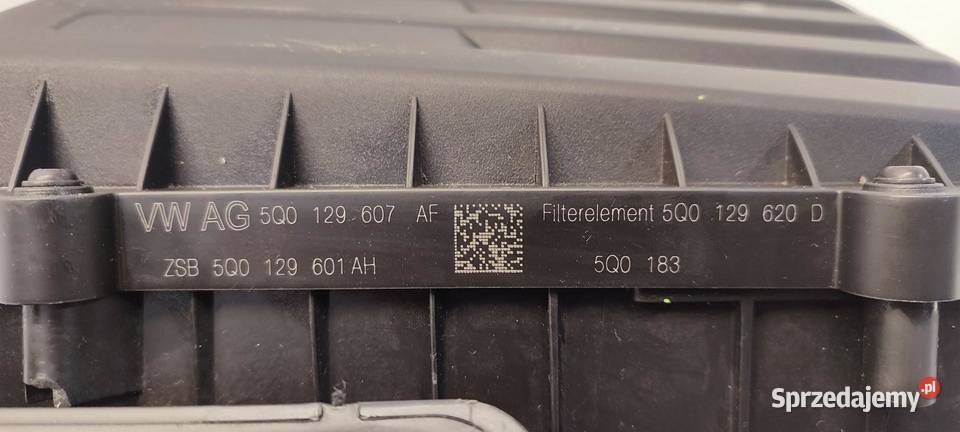 VW AG 5Q0 129 607 AF Filterelement 5Q0 129 620 D
ZSB 5Q0 129 601 AH 5Q0 183
Sprzedajemy.pl